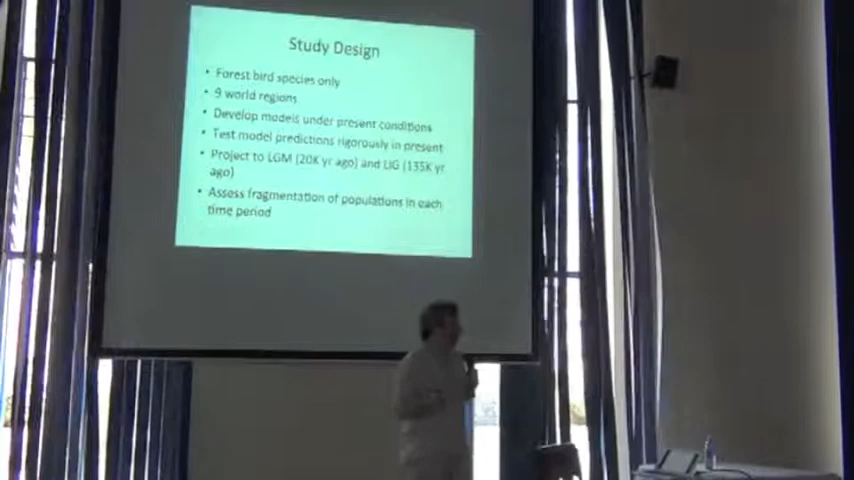 Study Design
• Forest bird species only
• 9 world regions
• Develop models under present conditions
• Test model predictions rigorously in present
• Project to LGM (20K yr ago) and LIG (135K yr
ago)
• Assess fragmentation of populations in each
time period